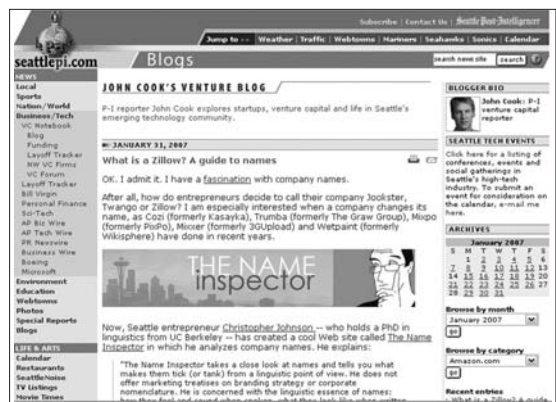 Subscribe | Contact Us | Seattle Post-Intelligencer
Jump to >> Weather | Traffic | Webtowns | Mariners | Seahawks | Sonics | Calendar
seattlepi.com
Blogs
search news site search
NEWS
Local
Sports
Nation/World
Business/Tech
VC Notebook
Blog
Funding
Layoff Tracker
NW VC Firms
VC Forum
Layoff Tracker
Bill Virgin
Personal Finance
Sci-Tech
AP Biz Wire
AP Tech Wire
PR Newswire
Business Wire
Boeing
Microsoft
Environment
Education
Webtowns
Photos
Special Reports
Blogs
LIFE & ARTS
Calendar
Restaurants
SeattleNoise
TV Listings
Movie Times
JOHN COOK'S VENTURE BLOG
P-I reporter John Cook explores startups, venture capital and life in Seattle's
emerging technology community.
JANUARY 31, 2007
What is a Zillow? A guide to names
OK. I admit it. I have a fascination with company names.
After all, how do entrepreneurs decide to call their company Jookster,
Twango or Zillow? I am especially interested when a company changes its
name, as Cozi (formerly Kasayka), Trumba (formerly The Graw Group), Mixpo
(formerly PixPo), Mixxer (formerly 3GUpload) and Wetpaint (formerly
Wikisphere) have done in recent years.
THE NAME
inspector
Now, Seattle entrepreneur Christopher Johnson -- who holds a PhD in
linguistics from UC Berkeley -- has created a cool Web site called The Name
Inspector in which he analyzes company names. He explains:
"The Name Inspector takes a close look at names and tells you what
makes them tick (or tank) from a linguistic point of view. He does not
offer marketing treatises on branding strategy or corporate
nomenclature. He is concerned with the linguistic essence of names:
BLOGGER BIO
John Cook: P-I
venture capital
reporter
SEATTLE TECH EVENTS
Click here for a listing of
conferences, events and
social gatherings in
Seattle's high-tech
industry. To submit an
event for consideration on
the calendar, e-mail me
here.
ARCHIVES
January 2007
S M T W T F S
1 2 3 4 5 6
7 8 9 10 11 12 13
14 15 16 17 18 19 20
21 22 23 24 25 26 27
28 29 30 31
Browse by month
January 2007
go
Browse by category
Amazon.com
go
Recent entries
- What is a Zillow? A guide